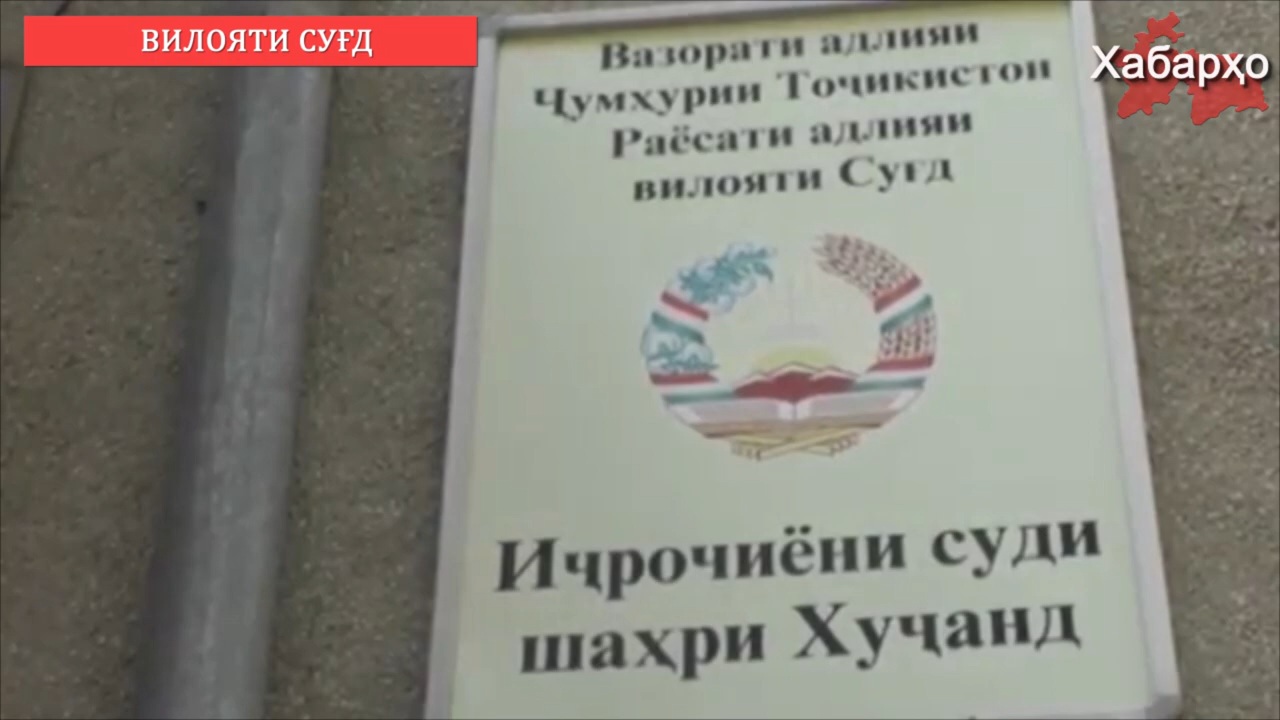 ВИЛОЯТИ СУҒД
Хабарҳо
Вазорати адлияи
Ҷумҳурии Тоҷикистон
Раёсати адлияи
вилояти Суғд
Иҷрочиёни суди
шаҳри Хуҷанд